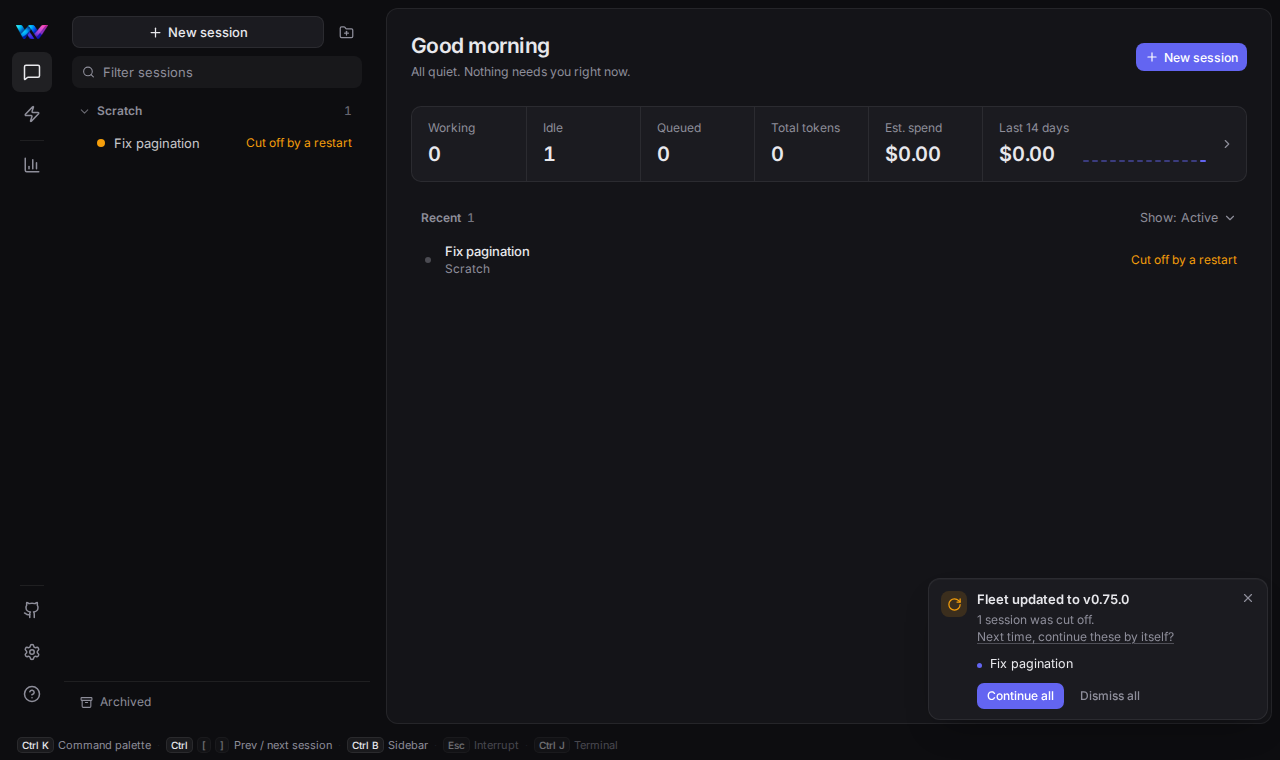 New session
Filter sessions
Scratch 1
Fix pagination Cut off by a restart
Archived
Good morning
All quiet. Nothing needs you right now.
New session
Working Idle Queued Total tokens Est. spend Last 14 days
0 1 0 0 $0.00 $0.00
Recent 1 Show: Active
Fix pagination
Scratch
Cut off by a restart
Fleet updated to v0.75.0
1 session was cut off.
Next time, continue these by itself?
Fix pagination
Continue all Dismiss all
Ctrl K Command palette Ctrl [ ] Prev / next session Ctrl B Sidebar Esc Interrupt Ctrl J Terminal